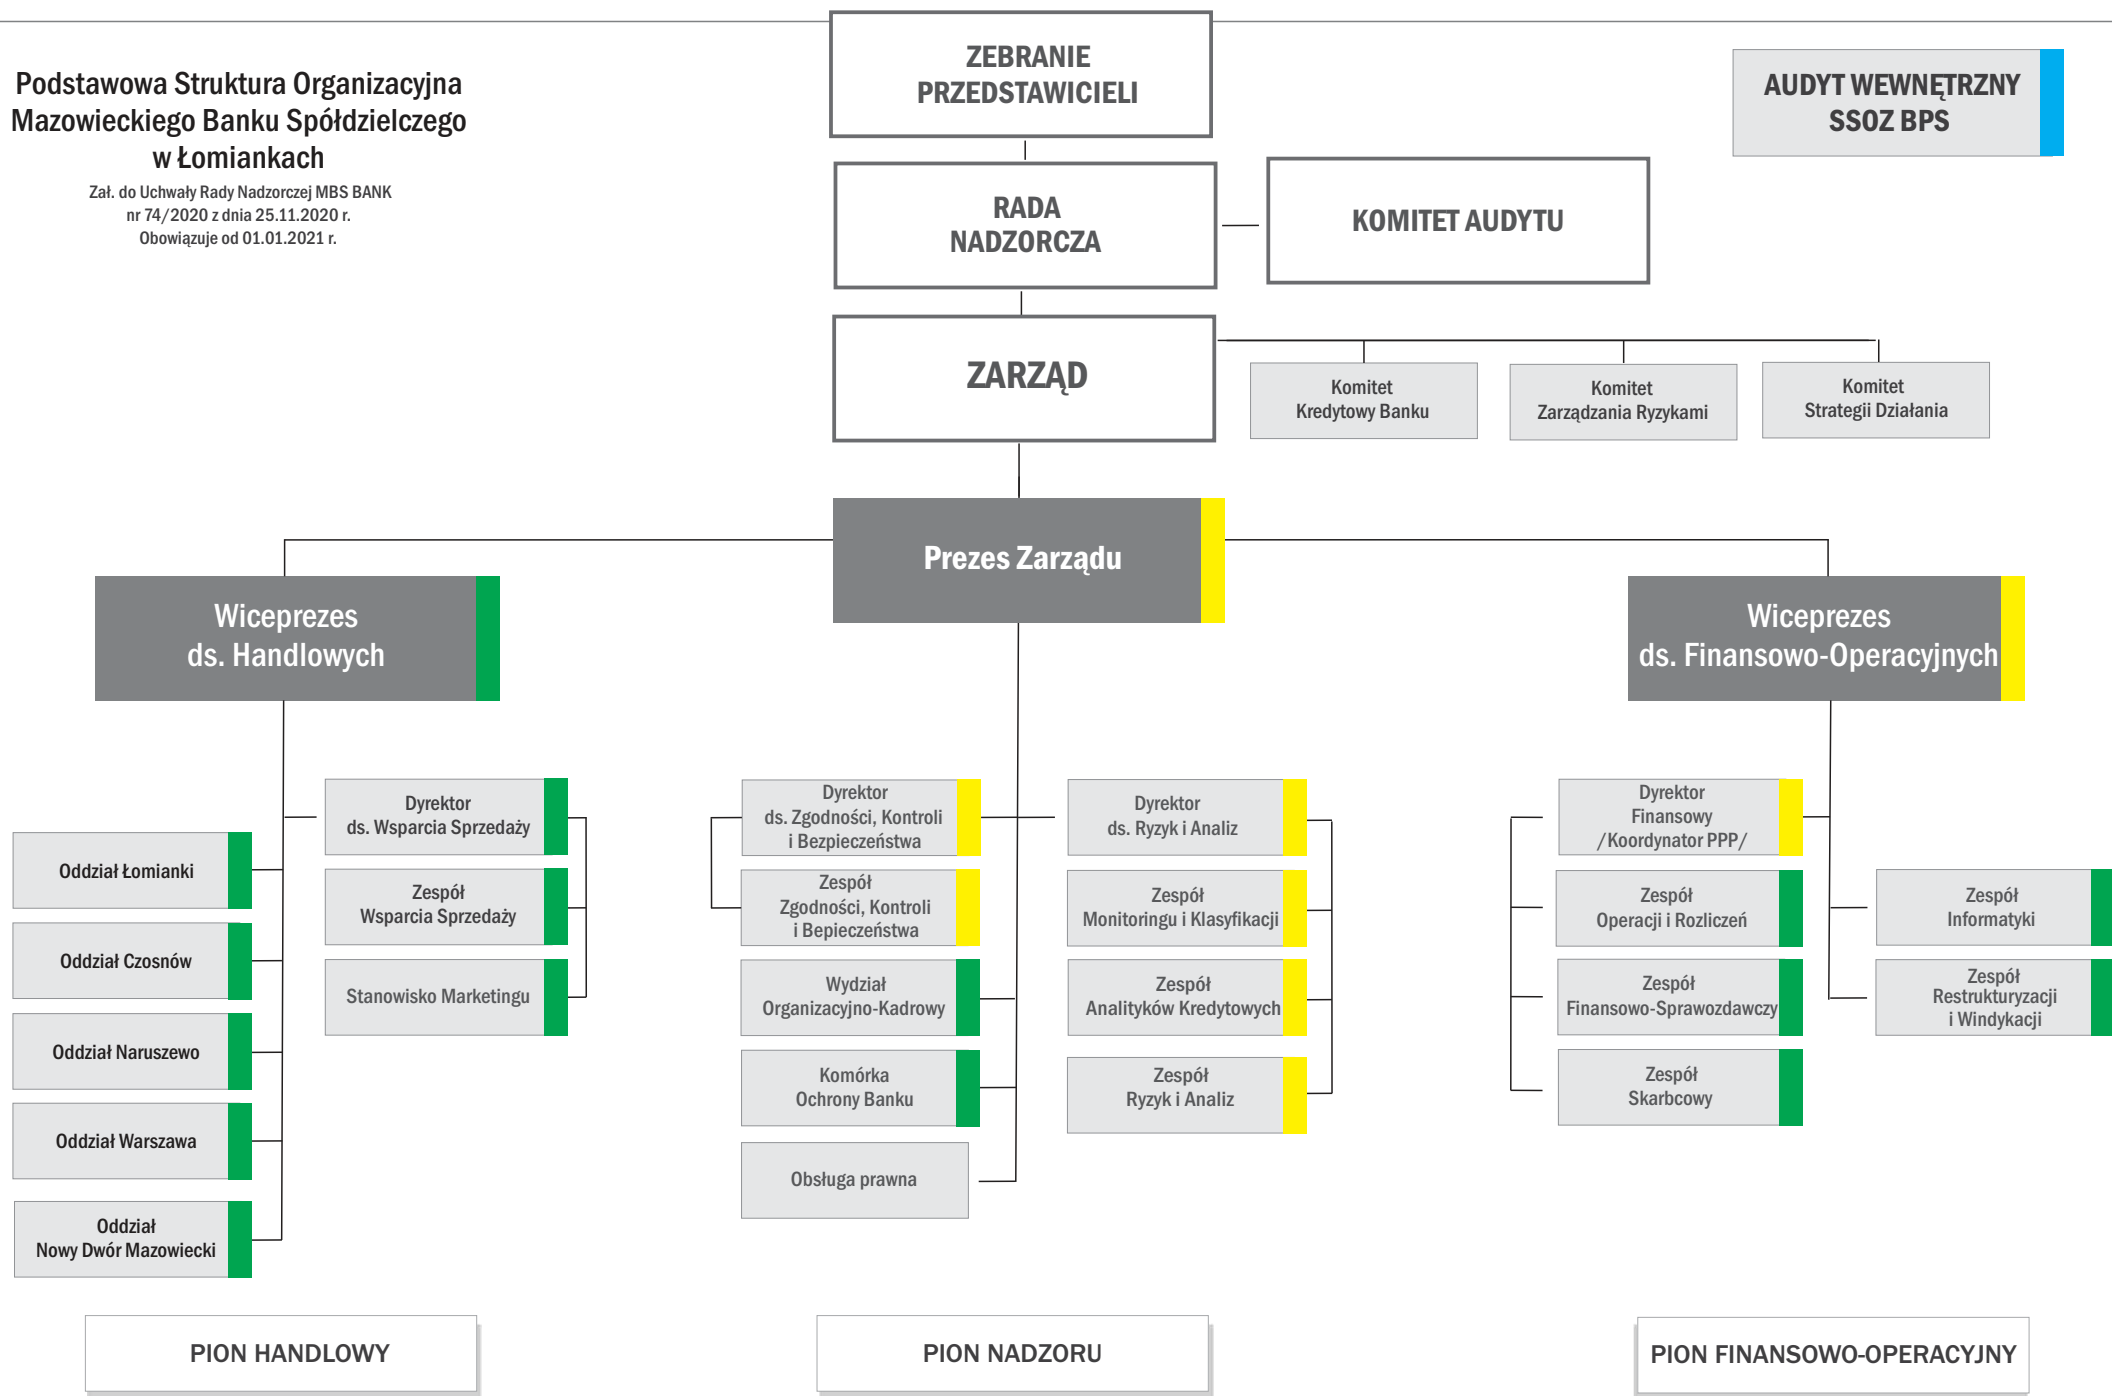 Podstawowa Struktura Organizacyjna
Mazowieckiego Banku Spółdzielczego
w Łomiankach
Zał. do Uchwały Rady Nadzorczej MBS BANK
nr 74/2020 z dnia 25.11.2020 r.
Obowiązuje od 01.01.2021 r.
ZEBRANIE
PRZEDSTAWICIELI
AUDYT WEWNĘTRZNY
SSOZ BPS
RADA
NADZORCZA
KOMITET AUDYTU
ZARZĄD
Komitet
Kredytowy Banku
Komitet
Zarządzania Ryzykami
Komitet
Strategii Działania
Prezes Zarządu
Wiceprezes
ds. Handlowych
Wiceprezes
ds. Finansowo-Operacyjnych
Oddział Łomianki
Oddział Czosnów
Oddział Naruszewo
Oddział Warszawa
Oddział
Nowy Dwór Mazowiecki
Dyrektor
ds. Wsparcia Sprzedaży
Zespół
Wsparcia Sprzedaży
Stanowisko Marketingu
Dyrektor
ds. Zgodności, Kontroli
i Bezpieczeństwa
Zespół
Zgodności, Kontroli
i Bepieczeństwa
Wydział
Organizacyjno-Kadrowy
Komórka
Ochrony Banku
Obsługa prawna
Dyrektor
ds. Ryzyk i Analiz
Zespół
Monitoringu i Klasyfikacji
Zespół
Analityków Kredytowych
Zespół
Ryzyk i Analiz
Dyrektor
Finansowy
/Koordynator PPP/
Zespół
Operacji i Rozliczeń
Zespół
Finansowo-Sprawozdawczy
Zespół
Skarbcowy
Zespół
Informatyki
Zespół
Restrukturyzacji
i Windykacji
PION HANDLOWY
PION NADZORU
PION FINANSOWO-OPERACYJNY